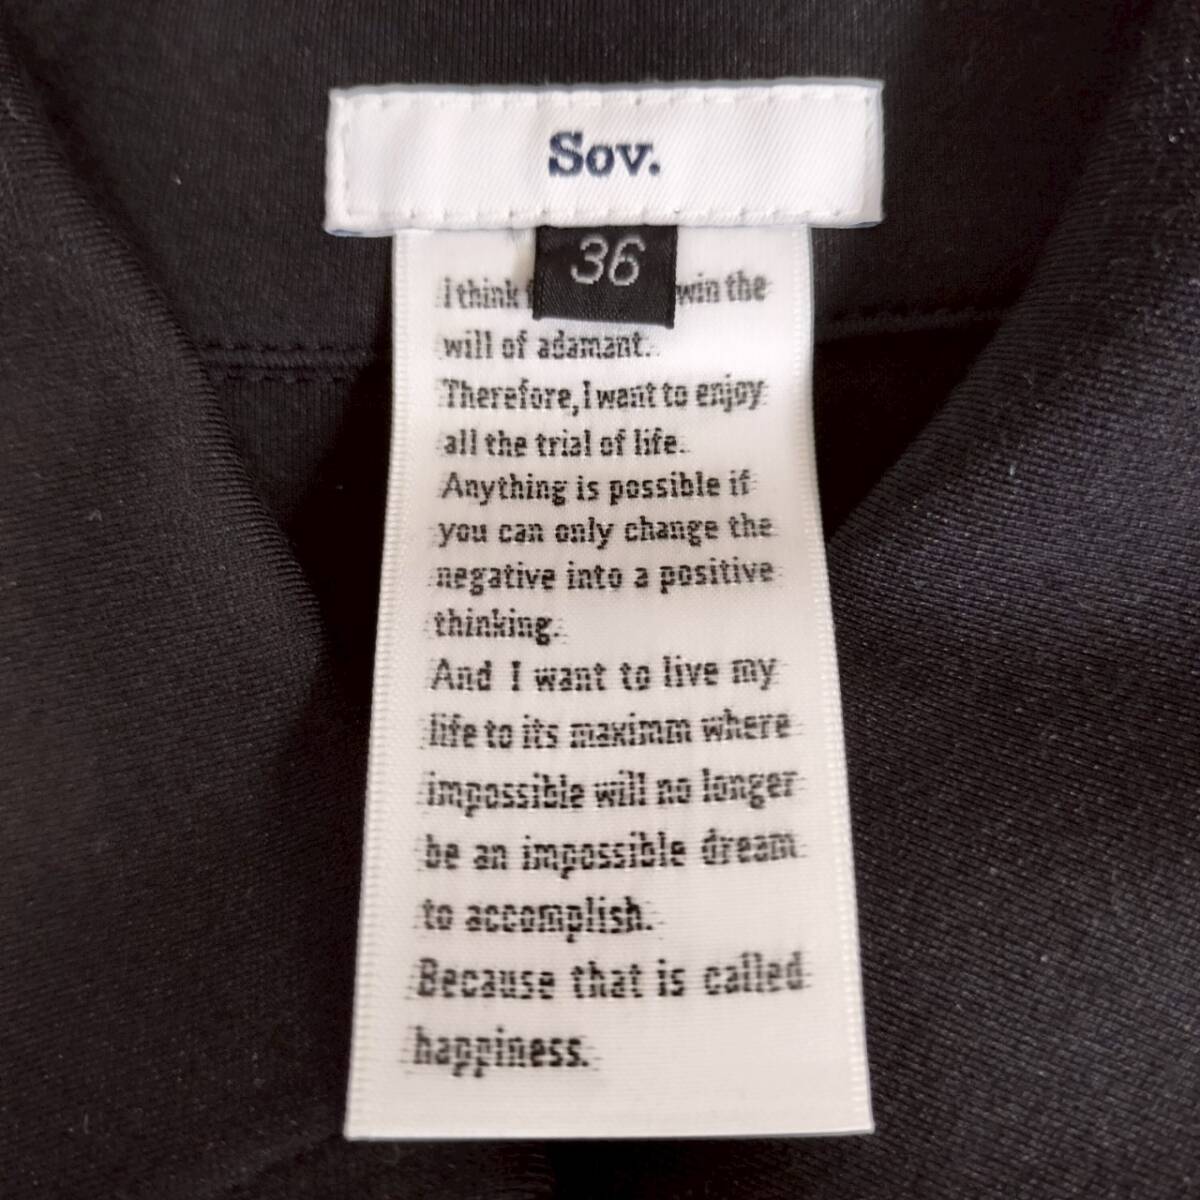 Sov.
36
I think win the
will of adamant.
Therefore, I want to enjoy
all the trial of life.
Anything is possible if
you can only change the
negative into a positive
thinking.
And I want to live my
life to its maximm where
impossible will no longer
be an impossible dream
to accomplish.
Because that is called
happiness.